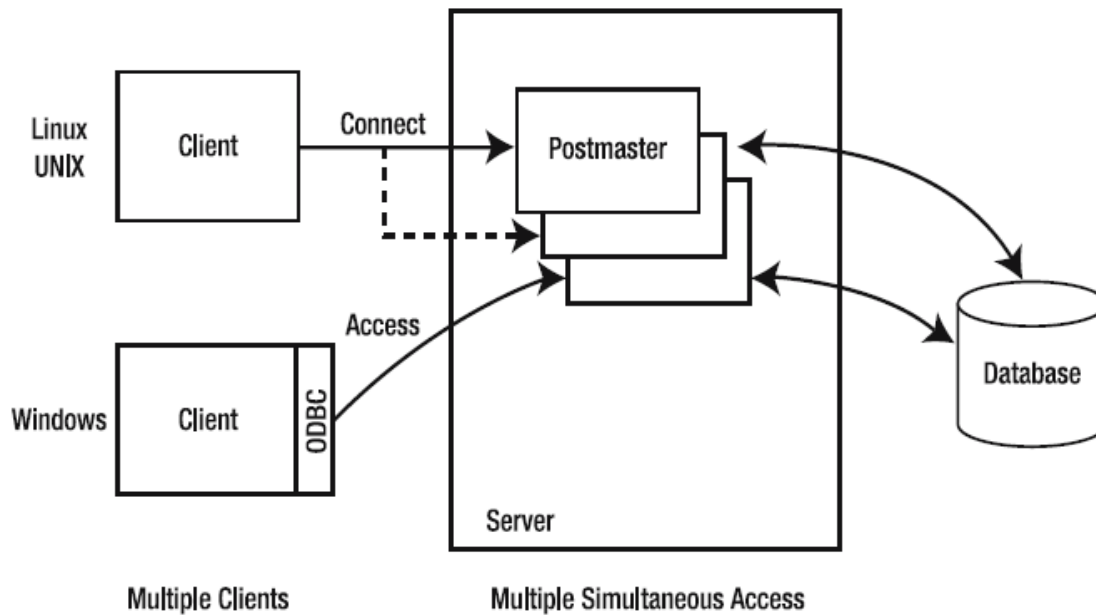 Linux
UNIX
Client
Connect
Postmaster
Access
Windows
Client
ODBC
Database
Server
Multiple Clients
Multiple Simultaneous Access